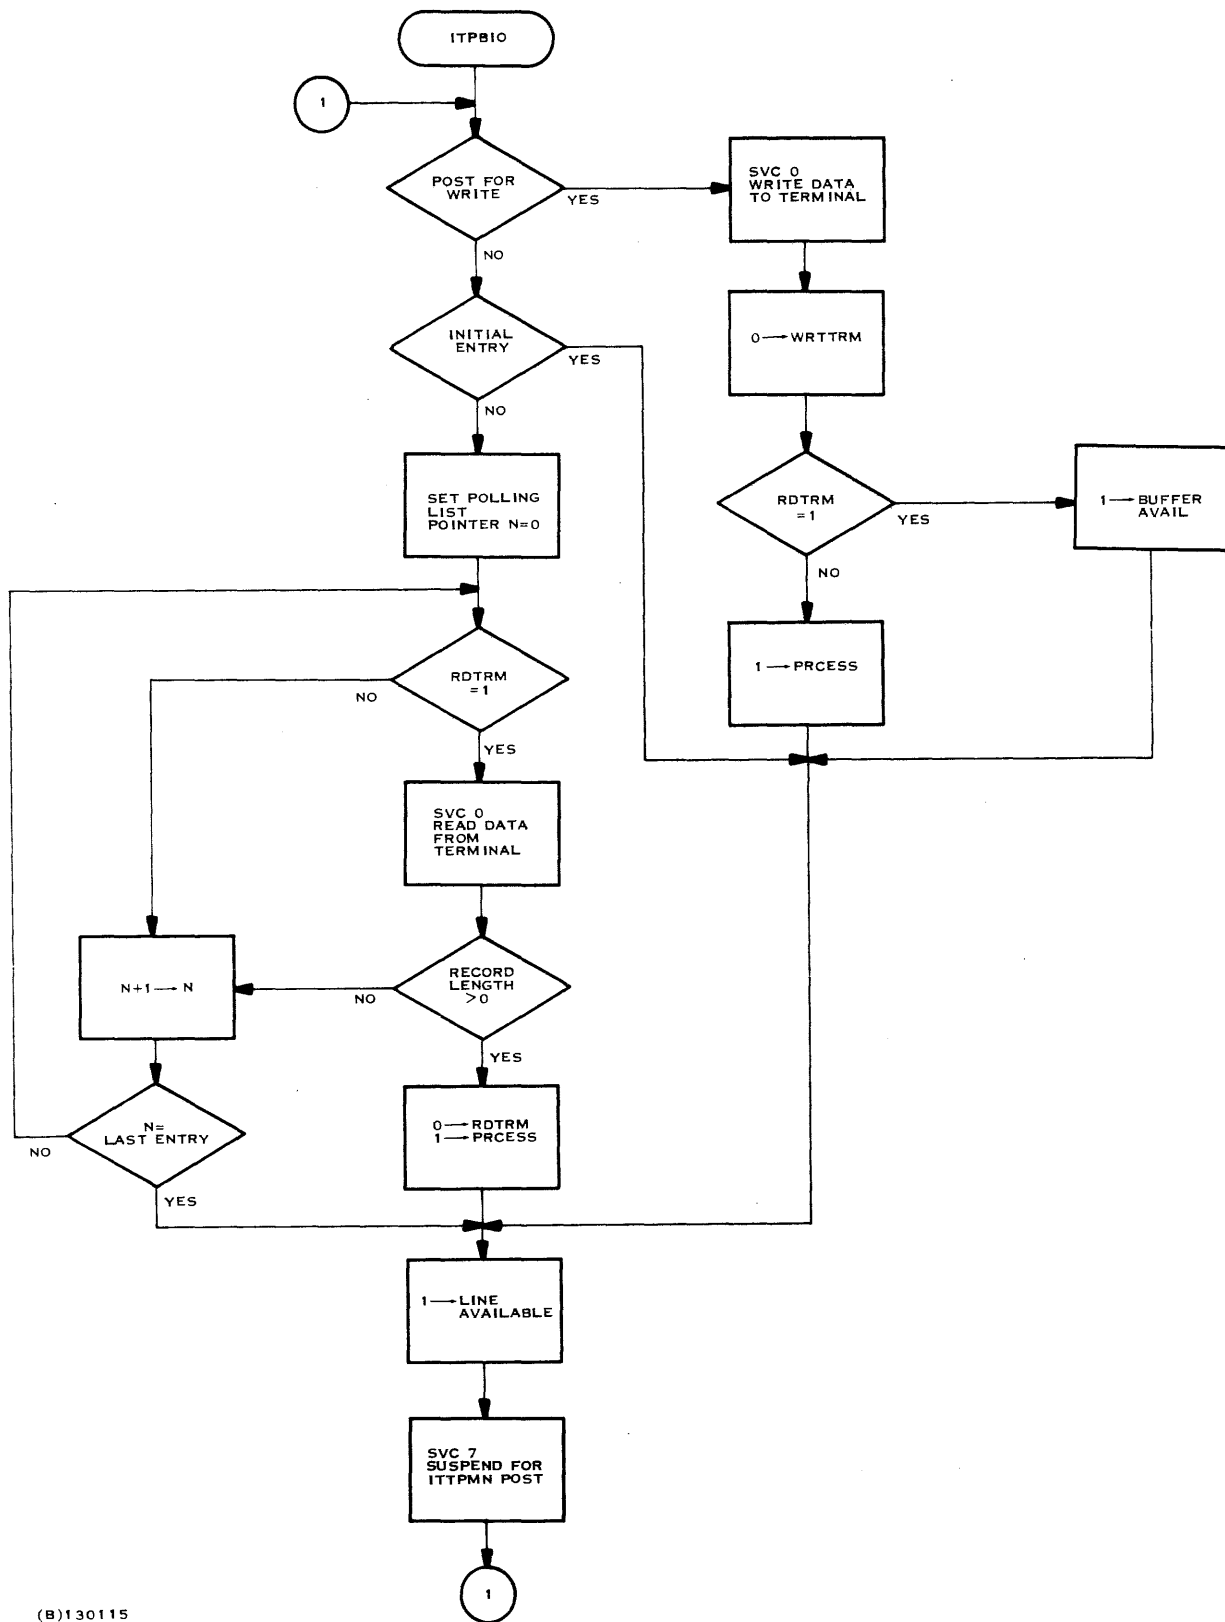 ITPBIO
1
POST FOR
WRITE
YES
NO
SVC 0
WRITE DATA
TO TERMINAL
INITIAL
ENTRY
YES
NO
0→WRTTRM
SET POLLING
LIST
POINTER N=0
RDTRM
=1
YES
NO
1→BUFFER
AVAIL
RDTRM
=1
NO
YES
1→PRCESS
SVC 0
READ DATA
FROM
TERMINAL
N+1→N
RECORD
LENGTH
>0
NO
YES
N=
LAST ENTRY
NO
YES
0→RDTRM
1→PRCESS
1→LINE
AVAILABLE
SVC 7
SUSPEND FOR
ITTPMN POST
1
(B)130115